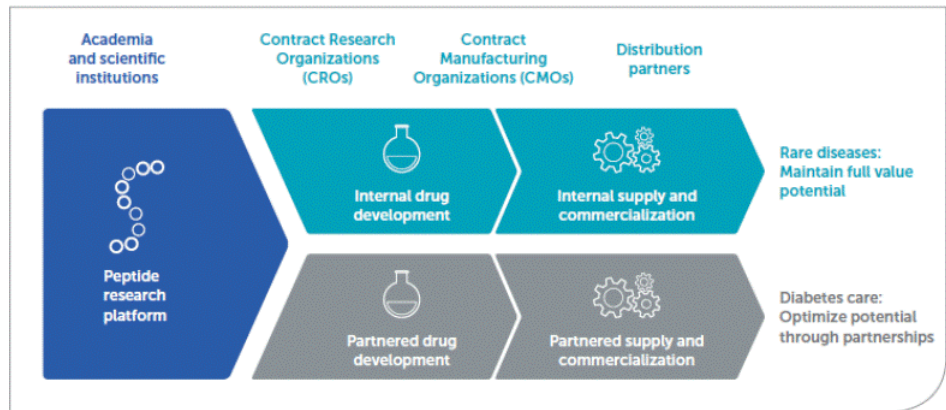 Academia
and scientific
institutions
Contract Research
Organizations
(CROs)
Contract
Manufacturing
Organizations (CMOs)
Distribution
partners
Peptide
research
platform
Internal drug
development
Internal supply and
commercialization
Rare diseases:
Maintain full value
potential
Partnered drug
development
Partnered supply and
commercialization
Diabetes care:
Optimize potential
through partnerships